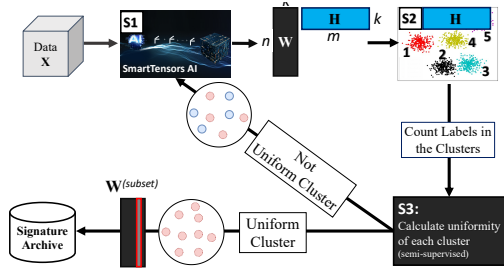 Data
X
S1
AI
SmartTensors AI
n
W
k
H
k
m
S2
H
1
2
3
4
5
Count Labels in
the Clusters
Not
Uniform Cluster
W(subset)
Signature
Archive
Uniform
Cluster
S3:
Calculate uniformity
of each cluster
(semi-supervised)